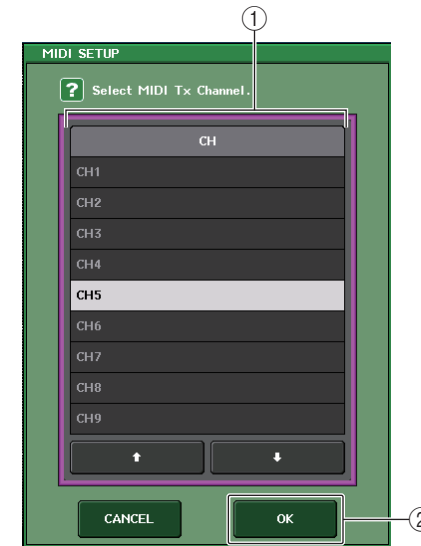 ①
MIDI SETUP
? Select MIDI Tx Channel.
CH
CH1
CH2
CH3
CH4
CH5
CH6
CH7
CH8
CH9
CANCEL
OK
②